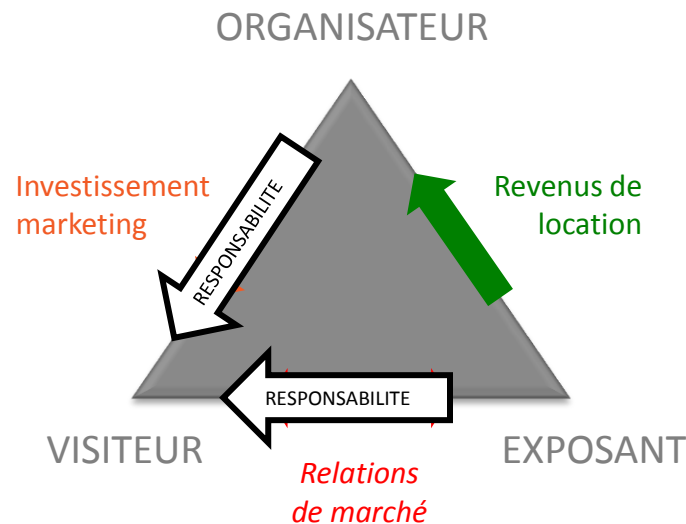 ORGANISATEUR
Investissement
marketing
RESPONSABILITE
Revenus de
location
RESPONSABILITE
VISITEUR
EXPOSANT
Relations
de marché